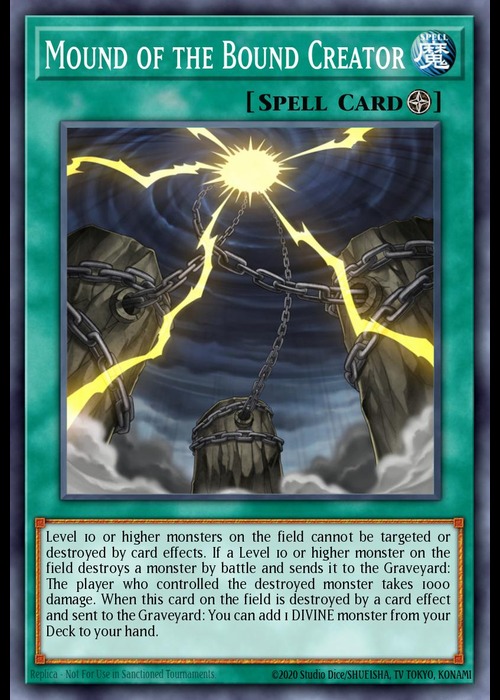 MOUND OF THE BOUND CREATOR
SPELL
魔
[SPELL CARD]
Level 10 or higher monsters on the field cannot be targeted or
destroyed by card effects. If a Level 10 or higher monster on the
field destroys a monster by battle and sends it to the Graveyard:
The player who controlled the destroyed monster takes 1000
damage. When this card on the field is destroyed by a card effect
and sent to the Graveyard: You can add 1 DIVINE monster from your
Deck to your hand.
Replica - Not For Use in Sanctioned Tournaments
©2020 Studio Dice/SHUEISHA, TV TOKYO, KONAMI